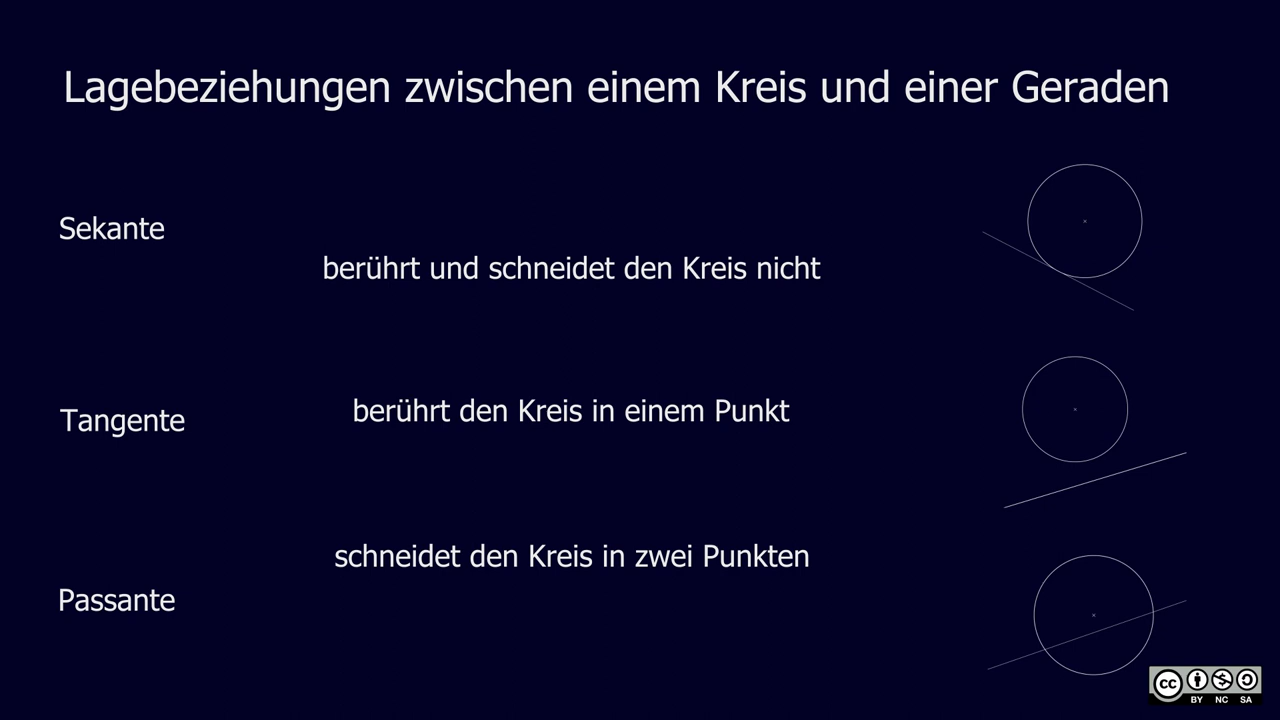 Lagebeziehungen zwischen einem Kreis und einer Geraden
Sekante
berührt und schneidet den Kreis nicht
Tangente
berührt den Kreis in einem Punkt
schneidet den Kreis in zwei Punkten
Passante
cc
BY NC SA